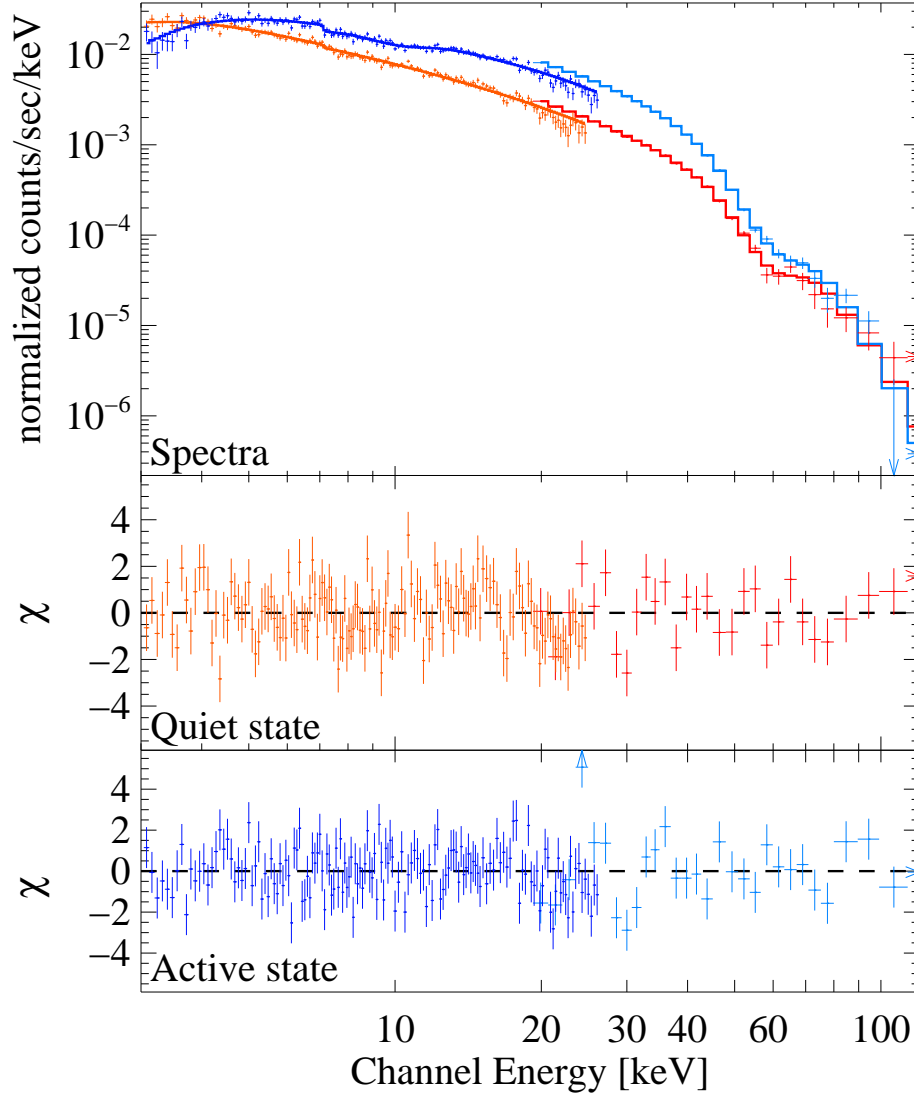 normalized counts/sec/keV
10−2
10−3
10−4
10−5
10−6
Spectra
χ
4
2
0
−2
−4
Quiet state
χ
4
2
0
−2
−4
Active state
10 20 30 40 60 100
Channel Energy [keV]